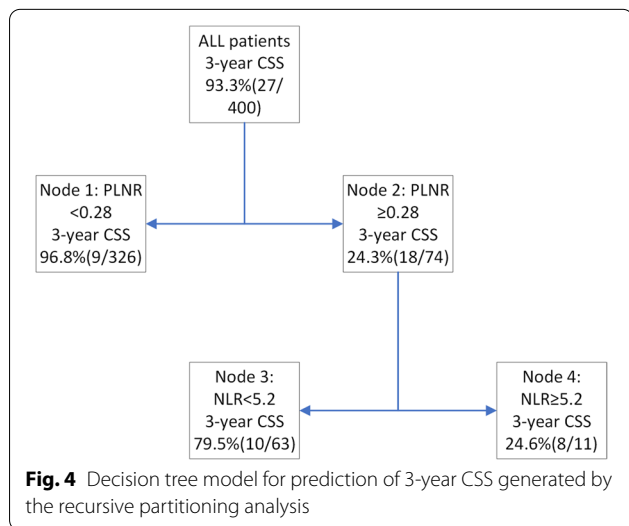 ALL patients
3-year CSS
93.3%(27/
400)
Node 1: PLNR
<0.28
3-year CSS
96.8%(9/326)
Node 2: PLNR
≥0.28
3-year CSS
24.3%(18/74)
Node 3:
NLR<5.2
3-year CSS
79.5%(10/63)
Node 4:
NLR≥5.2
3-year CSS
24.6%(8/11)
Fig. 4 Decision tree model for prediction of 3-year CSS generated by
the recursive partitioning analysis